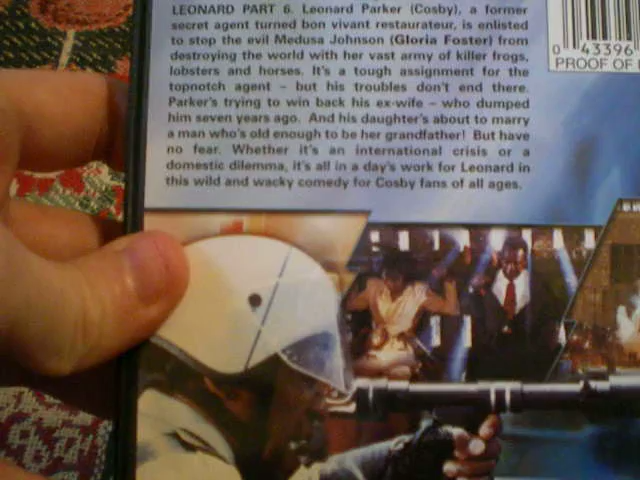 LEONARD PART 6. Leonard Parker (Cosby), a former
secret agent turned bon vivant restaurateur, is enlisted
to stop the evil Medusa Johnson (Gloria Foster) from
destroying the world with her vast army of killer frogs,
lobsters and horses. It's a tough assignment for the
topnotch agent – but his troubles don't end there.
Parker's trying to win back his ex-wife – who dumped
him seven years ago. And his daughter's about to marry
a man who's old enough to be her grandfather! But have
no fear. Whether it's an international crisis or a
domestic dilemma, it's all in a day's work for Leonard in
this wild and wacky comedy for Cosby fans of all ages.
0 43396
PROOF OF